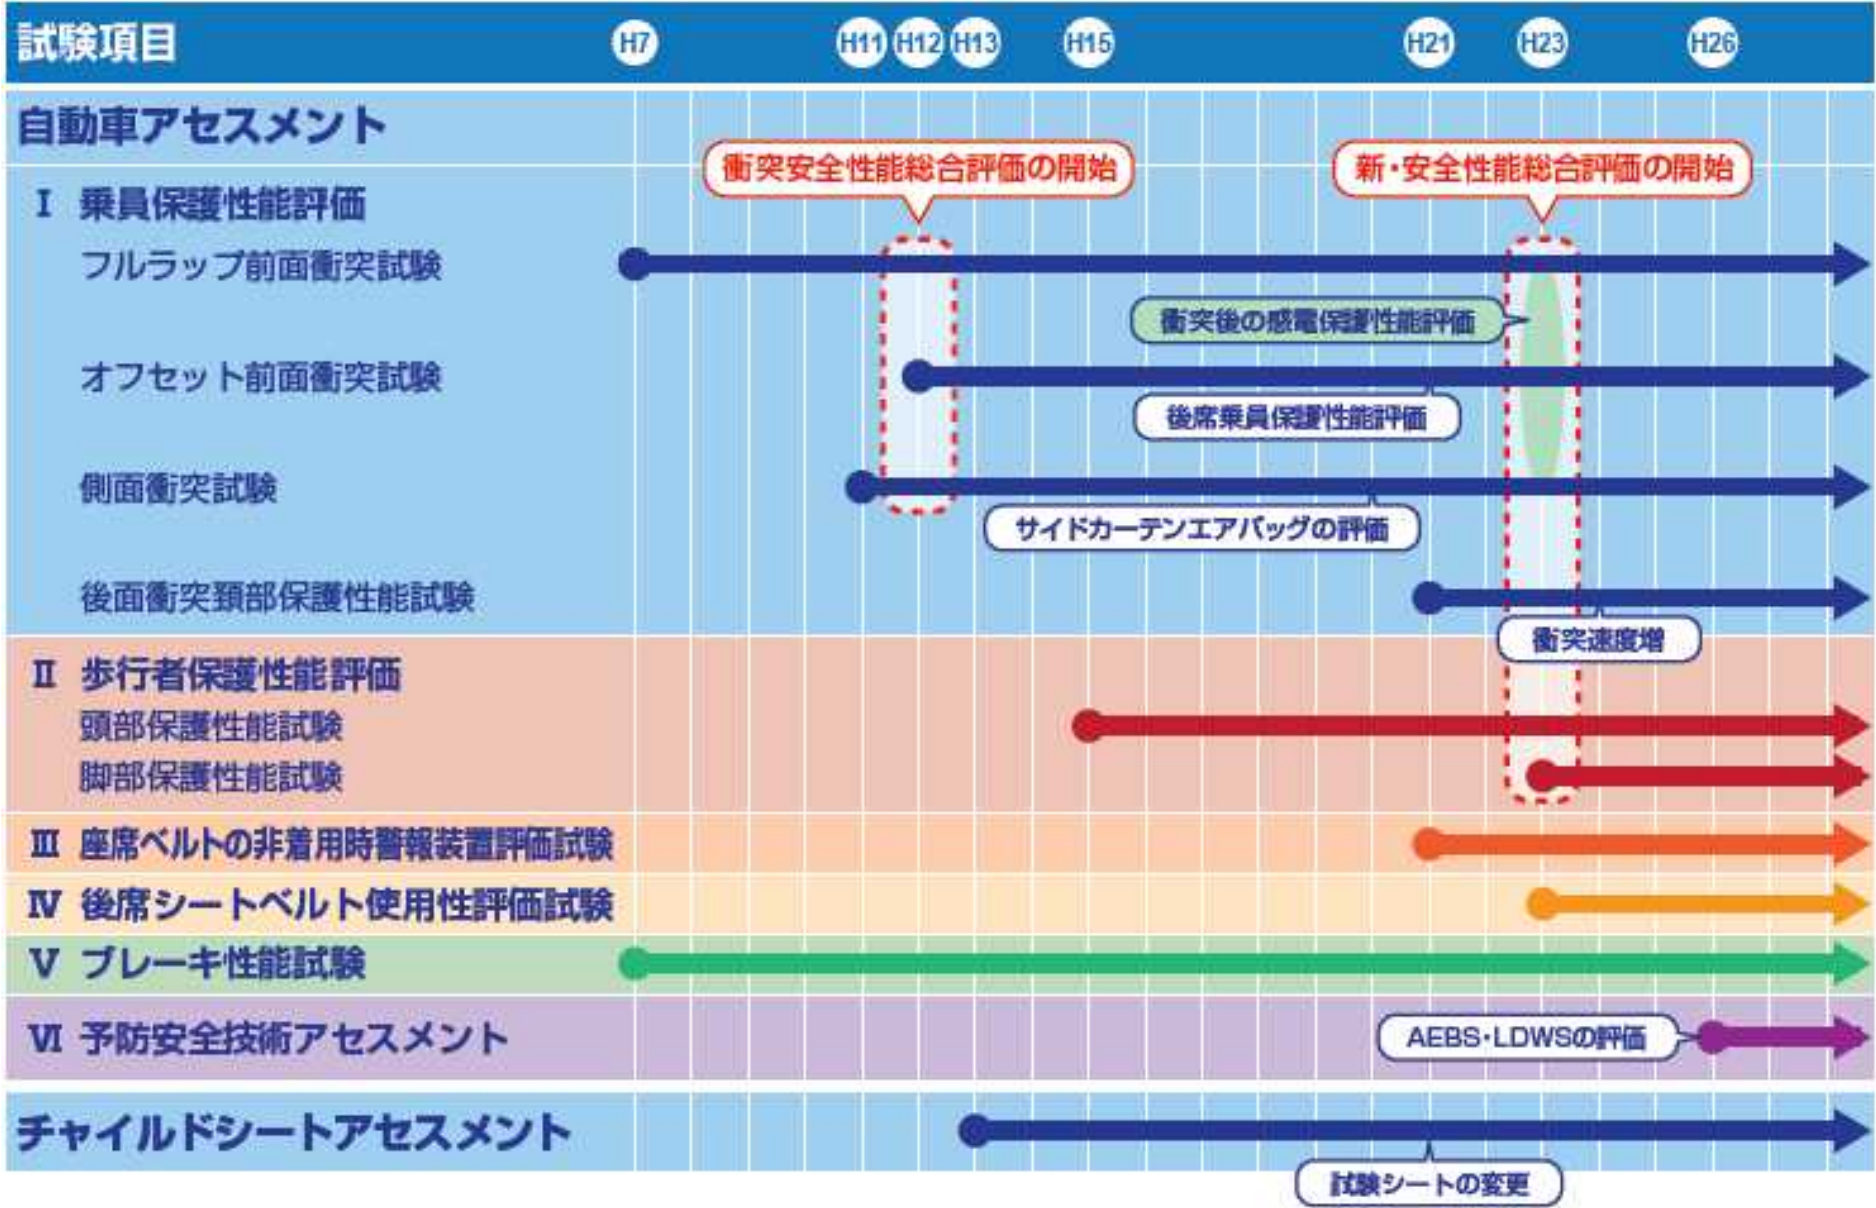 試験項目 H7 H11 H12 H13 H15 H21 H23 H26
自動車アセスメント
衝突安全性能総合評価の開始
新・安全性能総合評価の開始
Ⅰ 乗員保護性能評価
フルラップ前面衝突試験
衝突後の感電保護性能評価
オフセット前面衝突試験
後席乗員保護性能評価
側面衝突試験
サイドカーテンエアバッグの評価
後面衝突頚部保護性能試験
衝突速度増
Ⅱ 歩行者保護性能評価
頭部保護性能試験
脚部保護性能試験
Ⅲ 座席ベルトの非着用時警報装置評価試験
Ⅳ 後席シートベルト使用性評価試験
Ⅴ ブレーキ性能試験
Ⅵ 予防安全技術アセスメント
AEBS・LDWSの評価
チャイルドシートアセスメント
試験シートの変更